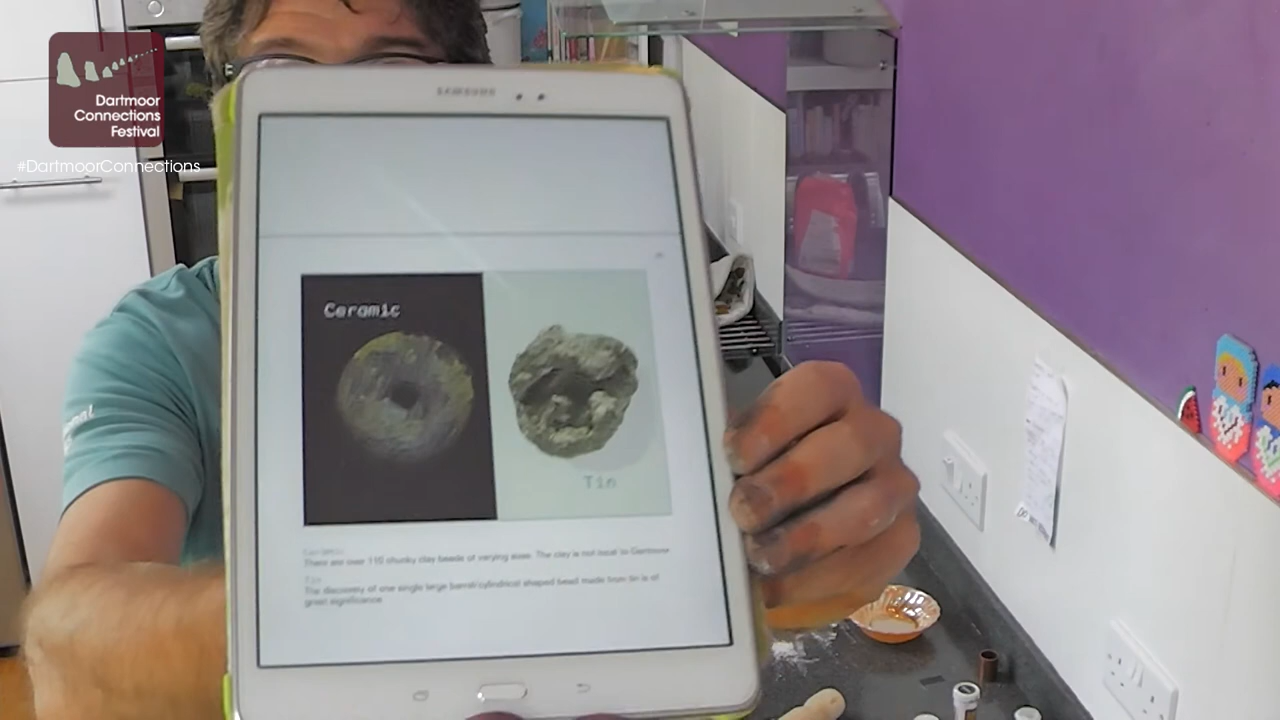 Dartmoor
Connections
Festival
#DartmoorConnections
SAMSUNG
Ceramic
Tin
Ceramic
There are over 110 chunky clay beads of varying sizes. The clay is not local to Dartmoor
Tin
The discovery of one single large barrel/cylindrical shaped bead made from tin is of
great significance